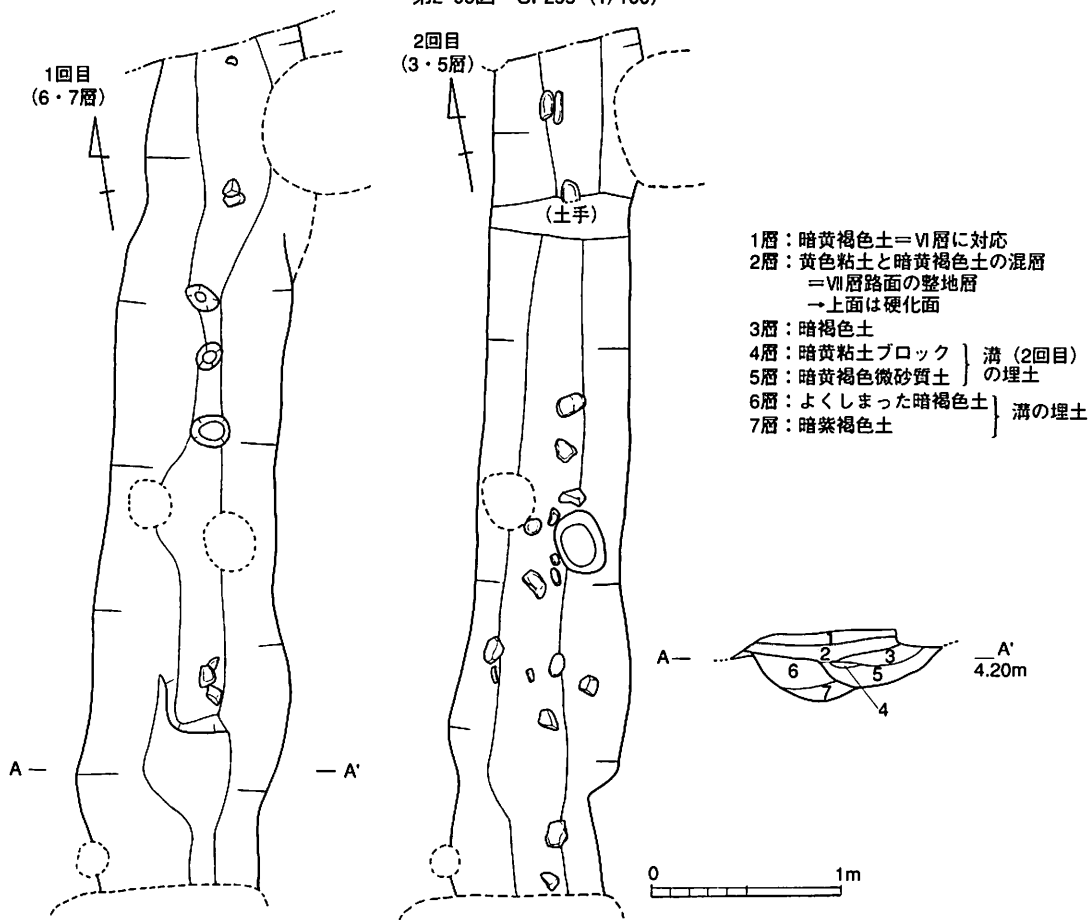 1回目
(6・7層)
2回目
(3・5層)
(土手)
1層：暗黄褐色土＝Ⅵ層に対応
2層：黄色粘土と暗黄褐色土の混層
＝Ⅶ層路面の整地層
→上面は硬化面
3層：暗褐色土
4層：暗黄粘土ブロック
5層：暗黄褐色微砂質土
溝（2回目）
の埋土
6層：よくしまった暗褐色土
7層：暗紫褐色土
溝の埋土
A
A'
A
A'
4.20m
2
3
6
5
7
4
0
1m